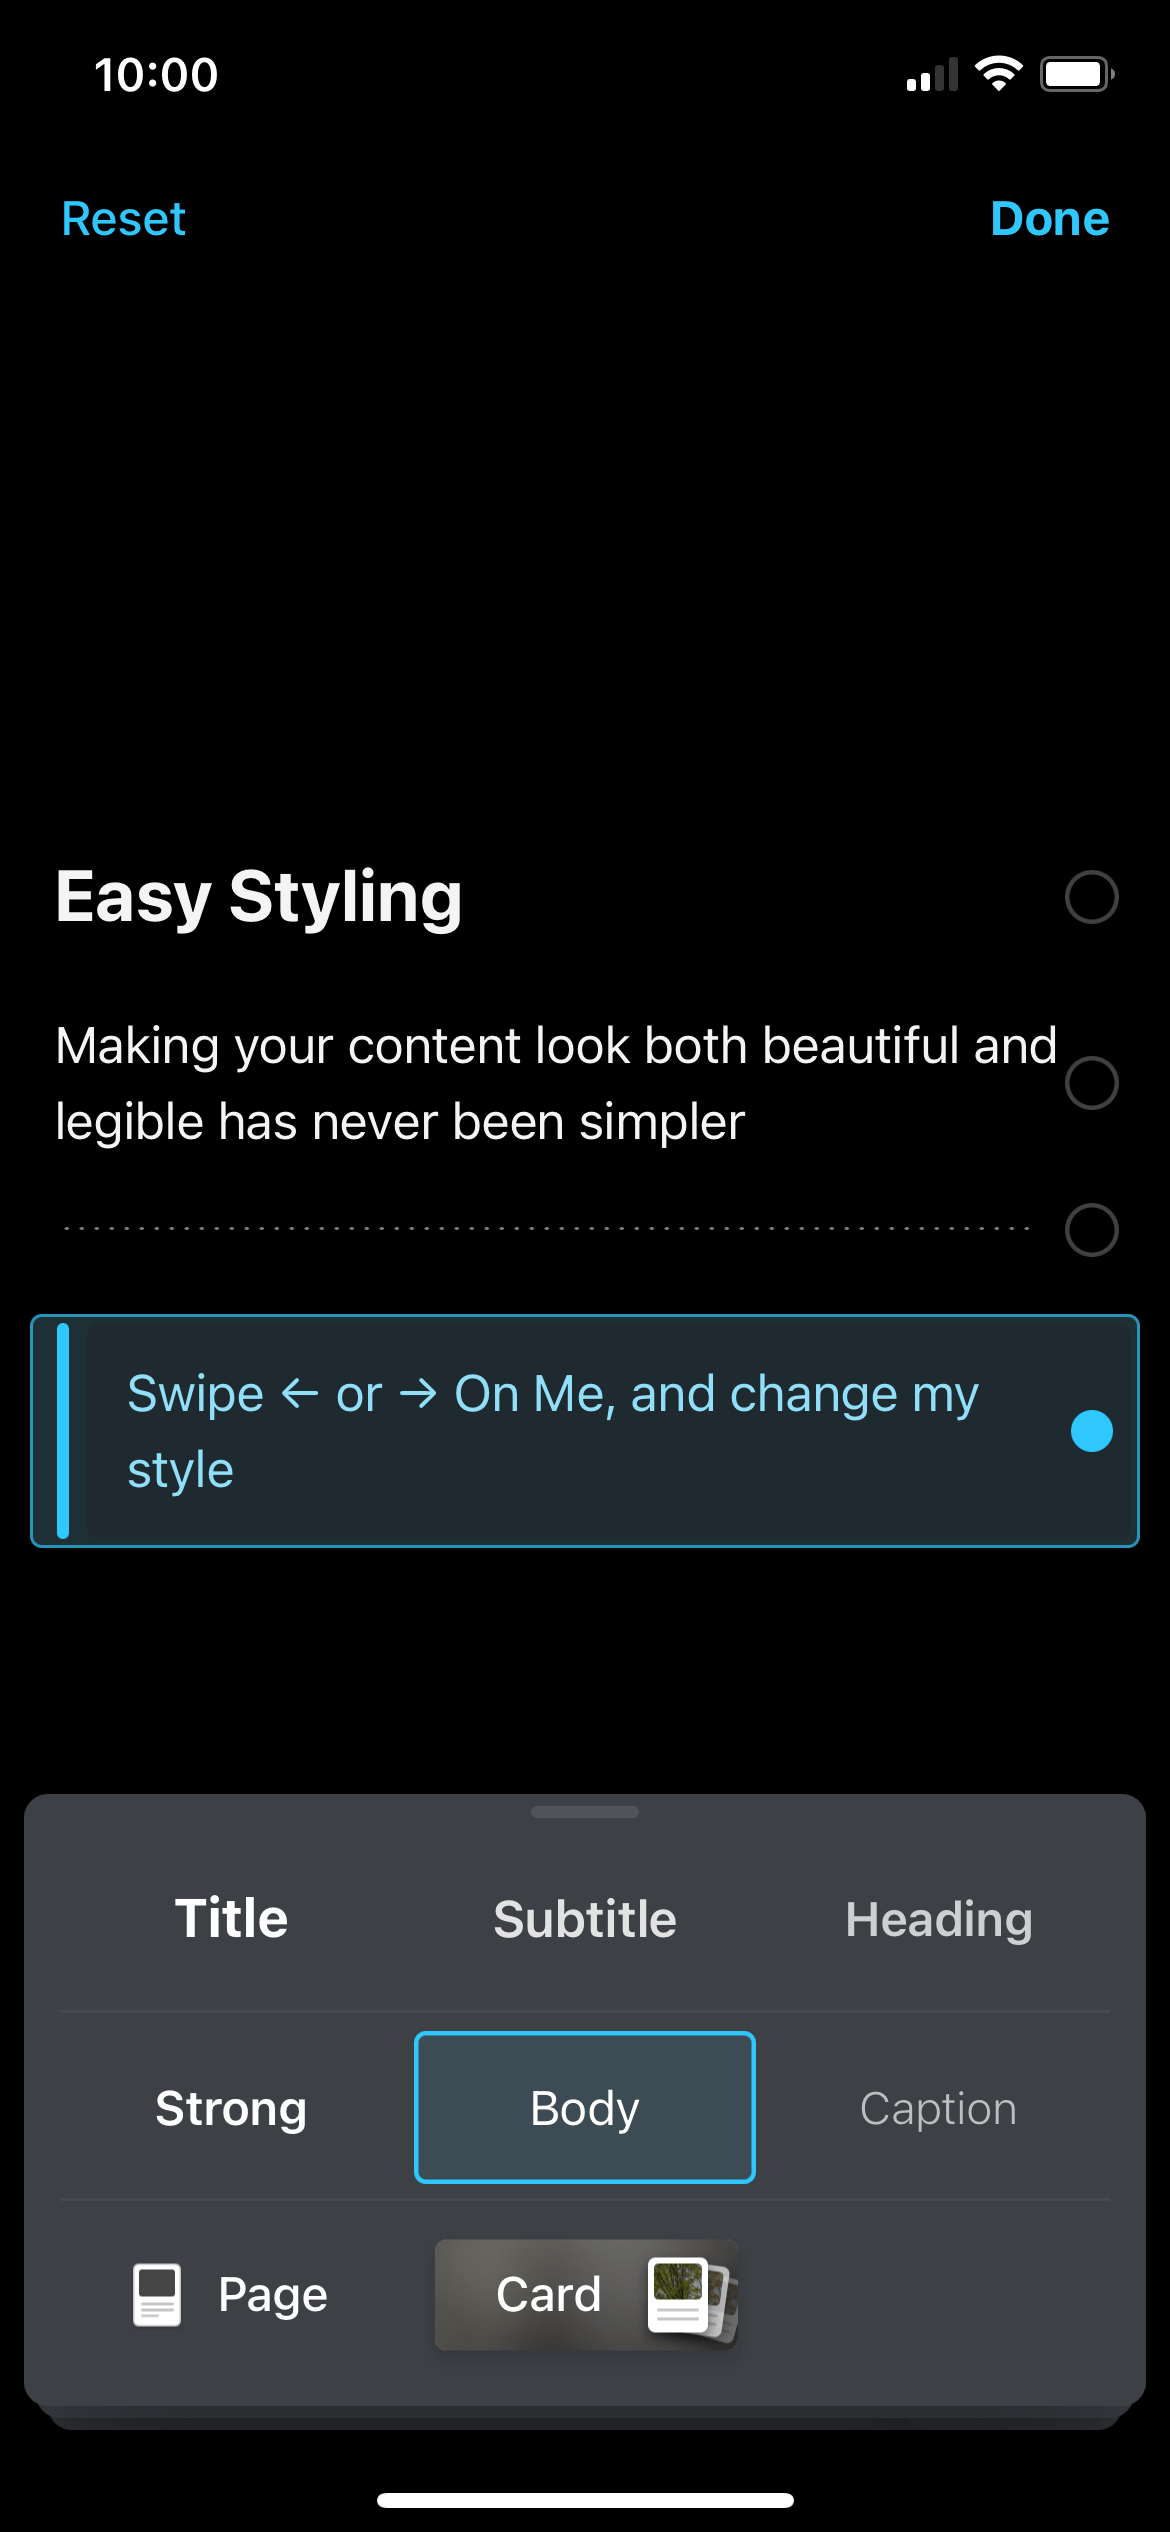 10:00
Reset
Done
Easy Styling
Making your content look both beautiful and
legible has never been simpler
Swipe ← or → On Me, and change my
style
Title
Subtitle
Heading
Strong
Body
Caption
Page
Card